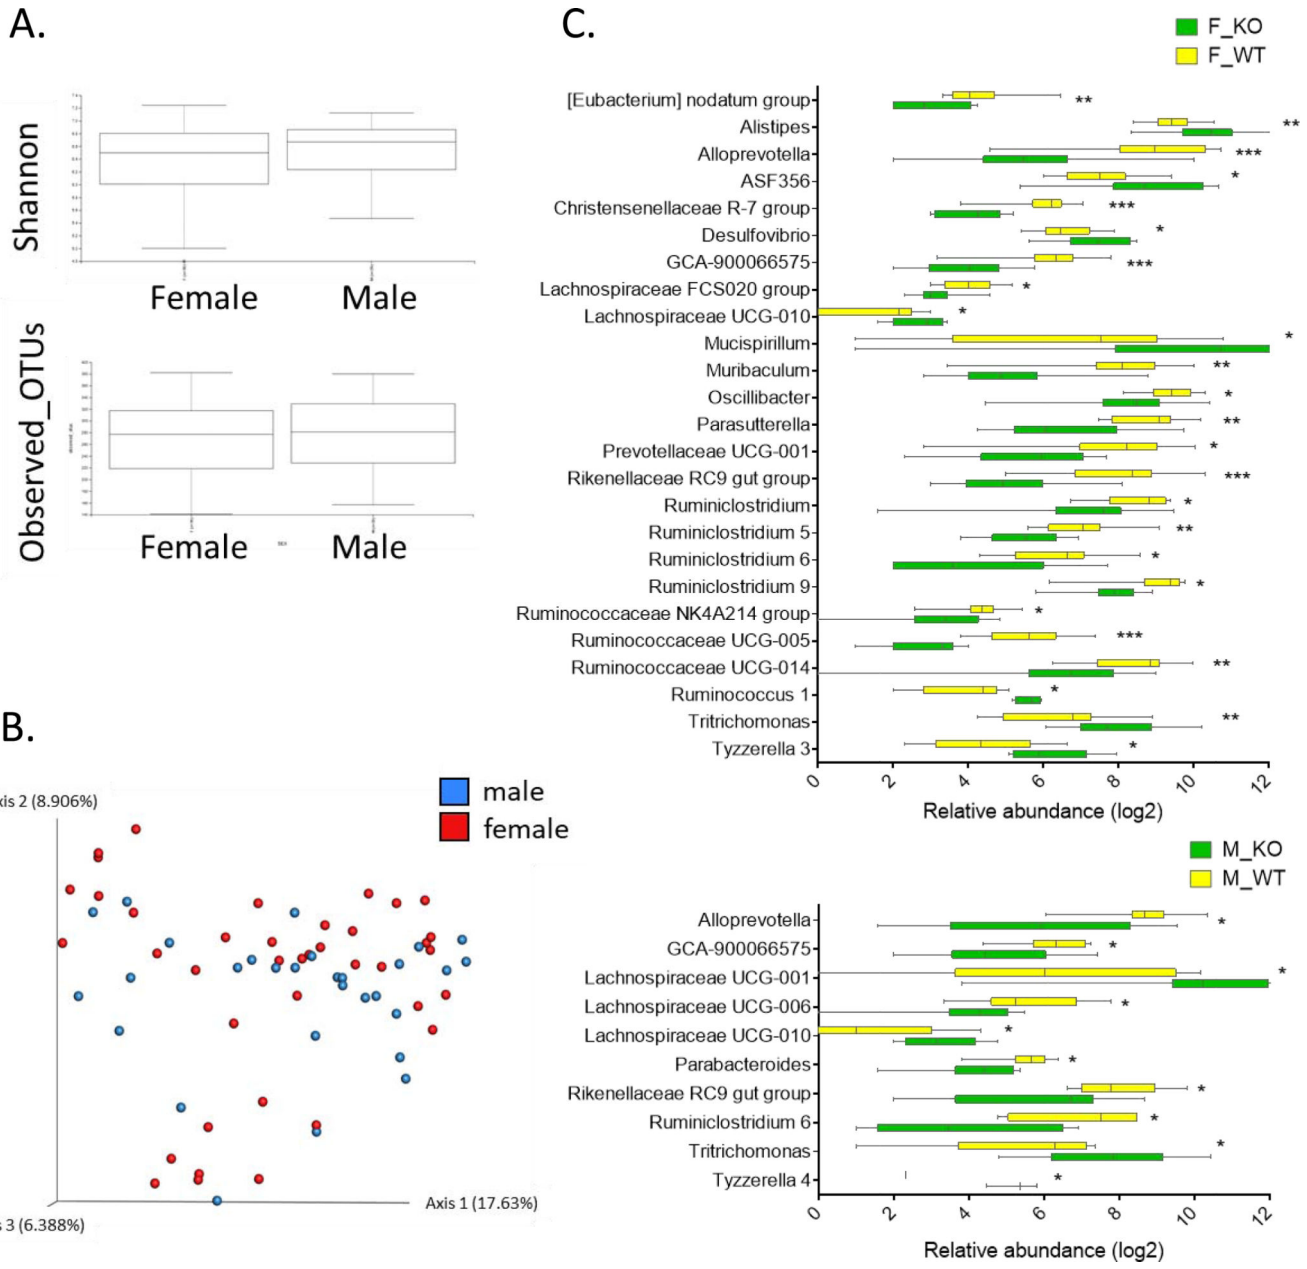 A.
Shannon
Female
Male
Observed_OTUs
Female
Male
B.
male
female
xis 2 (8.906%)
Axis 1 (17.63%)
s 3 (6.388%)
C.
F_KO
F_WT
[Eubacterium] nodatum group
**
Alistipes
**
Alloprevotella
***
ASF356
*
Christensenellaceae R-7 group
***
Desulfovibrio
*
GCA-900066575
***
Lachnospiraceae FCS020 group
*
Lachnospiraceae UCG-010
*
Mucispirillum
*
Muribaculum
**
Oscillibacter
*
Parasutterella
**
Prevotellaceae UCG-001
*
Rikenellaceae RC9 gut group
***
Ruminiclostridium
*
Ruminiclostridium 5
**
Ruminiclostridium 6
*
Ruminiclostridium 9
*
Ruminococcaceae NK4A214 group
*
Ruminococcaceae UCG-005
***
Ruminococcaceae UCG-014
**
Ruminococcus 1
*
Tritrichomonas
**
Tyzzerella 3
*
0 2 4 6 8 10 12
Relative abundance (log2)
M_KO
M_WT
Alloprevotella
*
GCA-900066575
*
Lachnospiraceae UCG-001
*
Lachnospiraceae UCG-006
*
Lachnospiraceae UCG-010
*
Parabacteroides
*
Rikenellaceae RC9 gut group
*
Ruminiclostridium 6
*
Tritrichomonas
*
Tyzzerella 4
*
0 2 4 6 8 10 12
Relative abundance (log2)